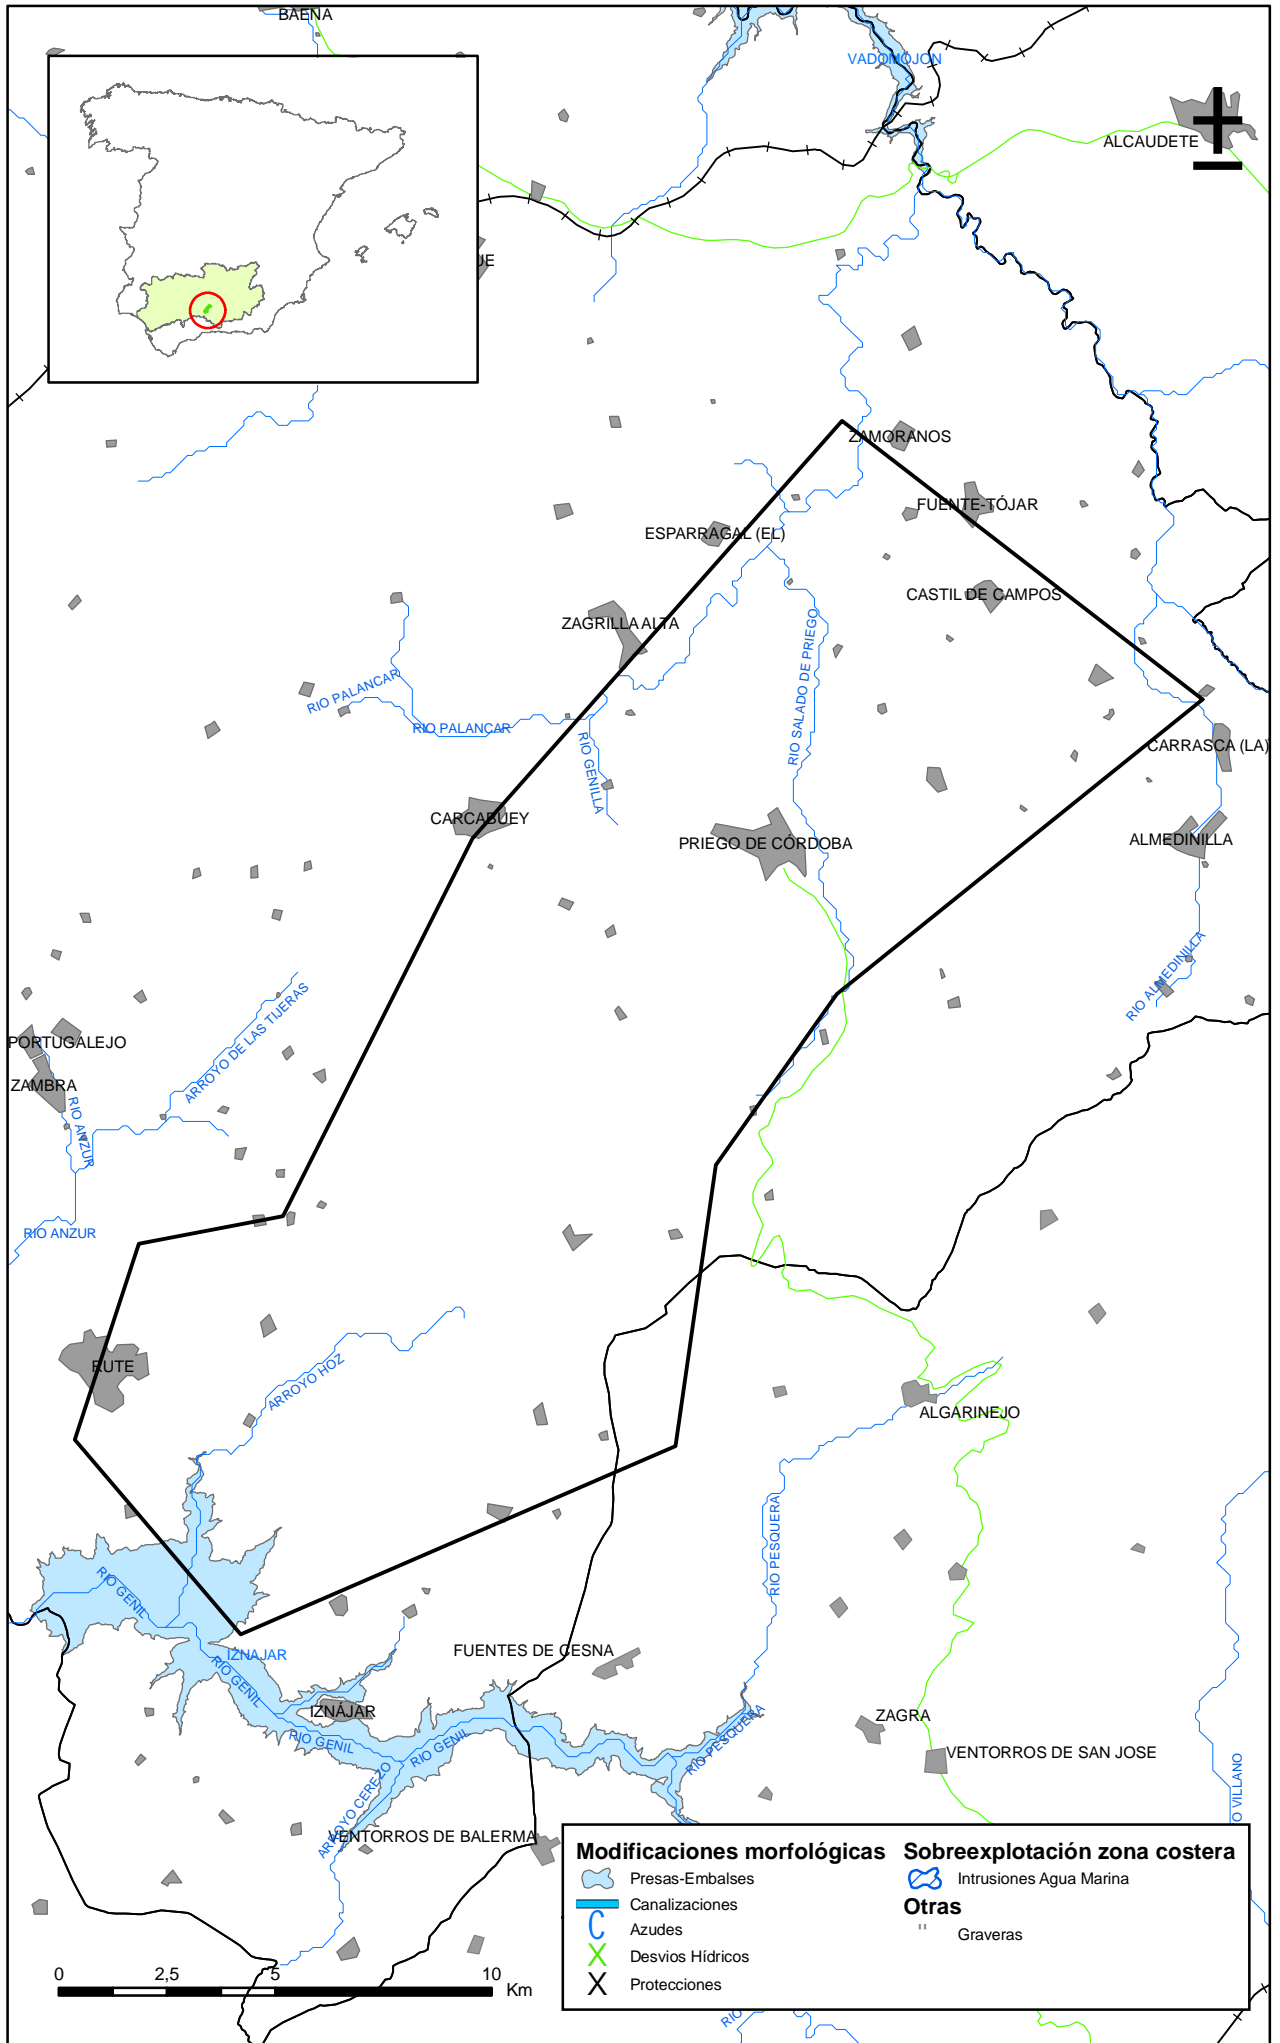 BAENA
VADOMOJON
ALCAUDETE
UE
ZAMORANOS
FUENTE-TÓJAR
ESPARRAGAL (EL)
CASTIL DE CAMPOS
ZAGRILLA ALTA
RIO SALADO DE PRIEGO
RIO PALANCAR
RIO PALANCAR
RIO GENILLA
CARRASCA (LA)
CARCABUEY
PRIEGO DE CÓRDOBA
ALMEDINILLA
RIO ALMEDINILLA
ARROYO DE LAS TIJERAS
PORTUGALEJO
ZAMBRA
RIO ANZUR
RIO ANZUR
RUTE
ARROYO HOZ
ALGARINEJO
RIO PESQUERA
RIO GENIL
FUENTES DE CESNA
IZNAJAR
RIO GENIL
IZNÁJAR
RIO GENIL
RIO GENIL
RIO PESQUERA
ZAGRA
VENTORROS DE SAN JOSE
ARROYO CEREZO
O VILLANO
VENTORROS DE BALERMA
Modificaciones morfológicas
Presas-Embalses
Canalizaciones
Azudes
Desvios Hídricos
Protecciones
Sobreexplotación zona costera
Intrusiones Agua Marina
Otras
Graveras
0 2,5 5 10
Km
RIO